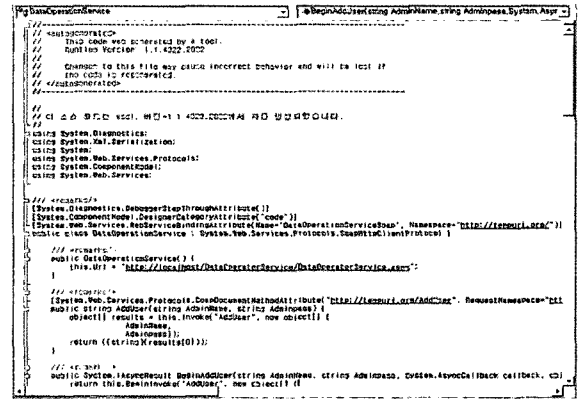 DataOperationService
BeginAddUser(string AdminName,string Adminpass,System.Asyr
//
// <autogenerated>
// This code was generated by a tool.
// Runtime Version: 1.1.4322.2032
//
// Changes to this file may cause incorrect behavior and will be lost if
// the code is regenerated.
// </autogenerated>
//
//
// 이 소스 코드는 wsdl, 버전=1.1.4322.2032에서 자동 생성되었습니다.
//
using System.Diagnostics;
using System.Xml.Serialization;
using System;
using System.Web.Services.Protocols;
using System.ComponentModel;
using System.Web.Services;
/// <remarks/>
[System.Diagnostics.DebuggerStepThroughAttribute()]
[System.ComponentModel.DesignerCategoryAttribute("code")]
[System.Web.Services.WebServiceBindingAttribute(Name="DataOperationServiceSoap", Namespace="http://tempuri.org/")]
public class DataOperationService : System.Web.Services.Protocols.SoapHttpClientProtocol {
/// <remarks/>
public DataOperationService() {
this.Url = "http://localhost/DataOperatorService/DataOperatorService.asmx";
}
/// <remarks/>
[System.Web.Services.Protocols.SoapDocumentMethodAttribute("http://tempuri.org/AddUser", RequestNamespace="htt
public string AddUser(string AdminName, string Adminpass) {
object[] results = this.Invoke("AddUser", new object[] {
AdminName,
Adminpass});
return ((string)(results[0]));
}
/// <remarks/>
public System.IAsyncResult BeginAddUser(string AdminName, string Adminpass, System.AsyncCallback callback, obj
return this.BeginInvoke("AddUser", new object[] {